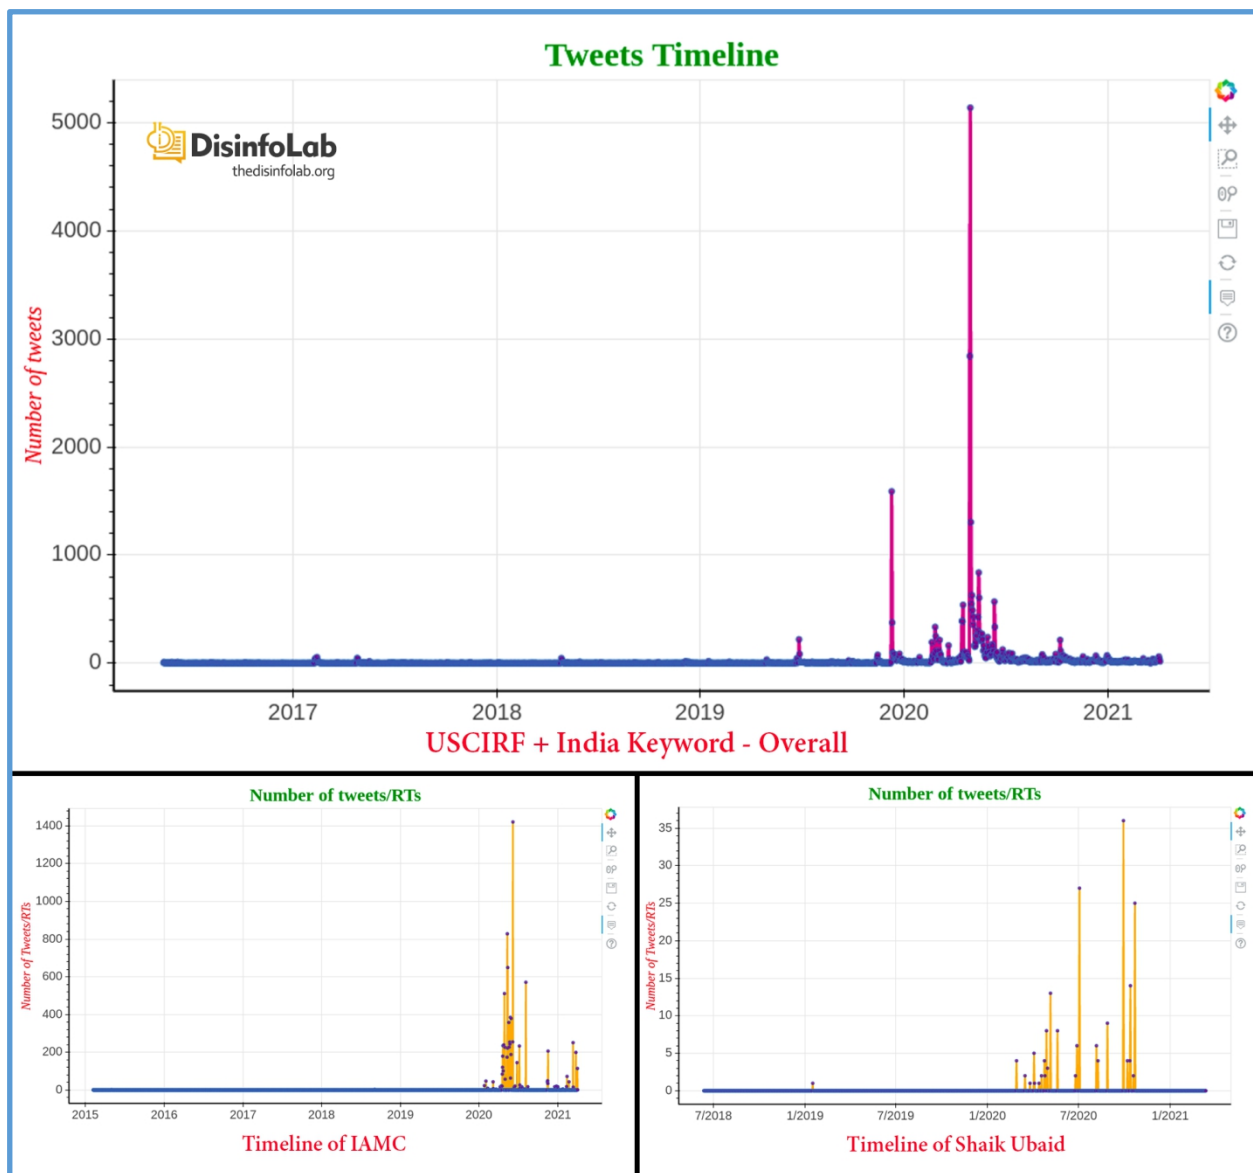 Tweets Timeline
DisinfoLab
thedisinfolab.org
Number of tweets
5000
4000
3000
2000
1000
0
2017 2018 2019 2020 2021
USCIRF + India Keyword - Overall
Number of tweets/RTs
Number of Tweets/RTs
1400
1200
1000
800
600
400
200
0
2015 2016 2017 2018 2019 2020 2021
Timeline of IAMC
Number of tweets/RTs
Number of Tweets/RTs
35
30
25
20
15
10
5
0
7/2018 1/2019 7/2019 1/2020 7/2020 1/2021
Timeline of Shaik Ubaid